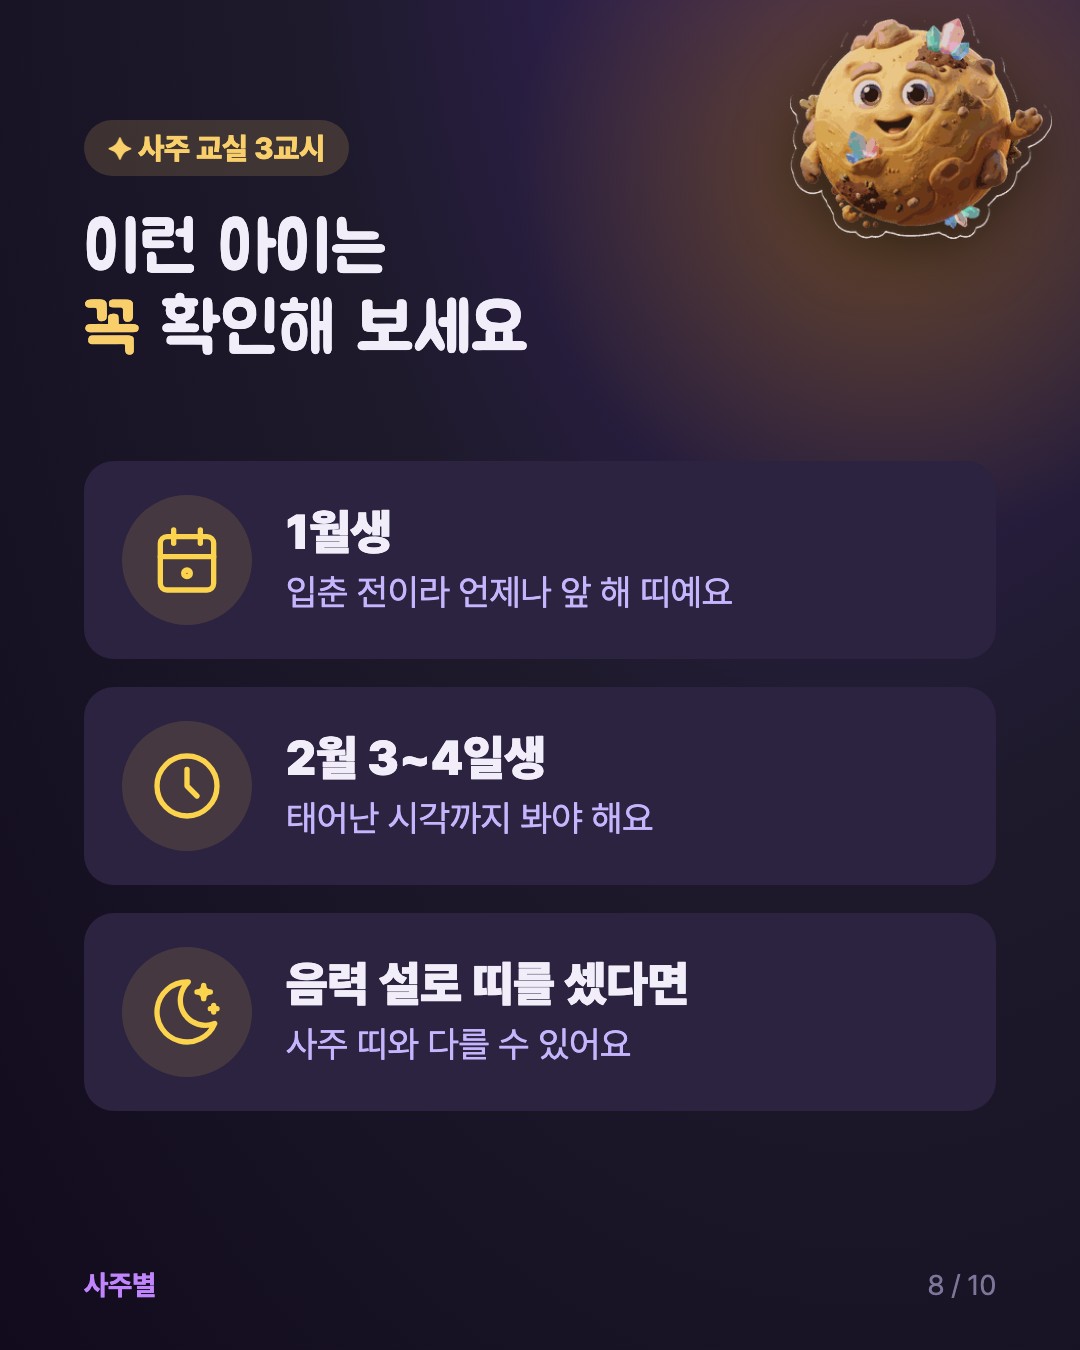 사주 교실 3교시
이런 아이는
꼭 확인해 보세요
1월생
입춘 전이라 언제나 앞 해 띠예요
2월 3~4일생
태어난 시각까지 봐야 해요
음력 설로 띠를 셌다면
사주 띠와 다를 수 있어요
사주별
8 / 10